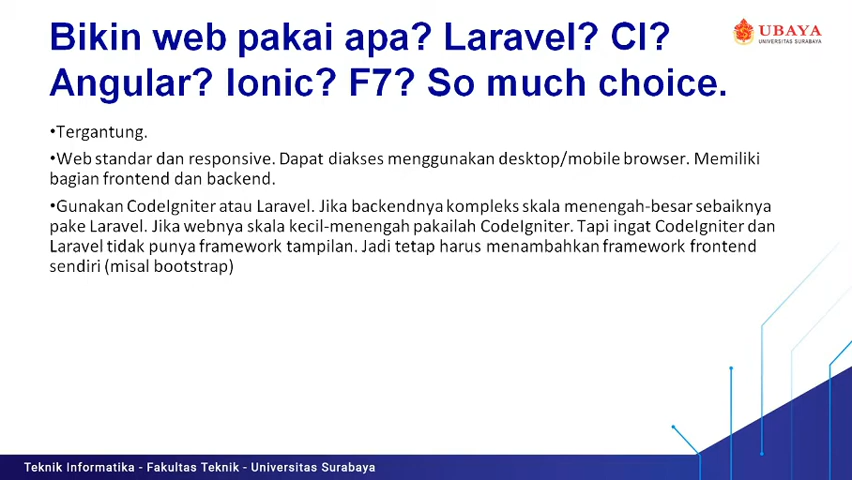 Bikin web pakai apa? Laravel? CI?
Angular? Ionic? F7? So much choice.
UBAYA
UNIVERSITAS SURABAYA
•Tergantung.
•Web standar dan responsive. Dapat diakses menggunakan desktop/mobile browser. Memiliki
bagian frontend dan backend.
•Gunakan CodeIgniter atau Laravel. Jika backendnya kompleks skala menengah-besar sebaiknya
pake Laravel. Jika webnya skala kecil-menengah pakailah CodeIgniter. Tapi ingat CodeIgniter dan
Laravel tidak punya framework tampilan. Jadi tetap harus menambahkan framework frontend
sendiri (misal bootstrap)
Teknik Informatika - Fakultas Teknik - Universitas Surabaya